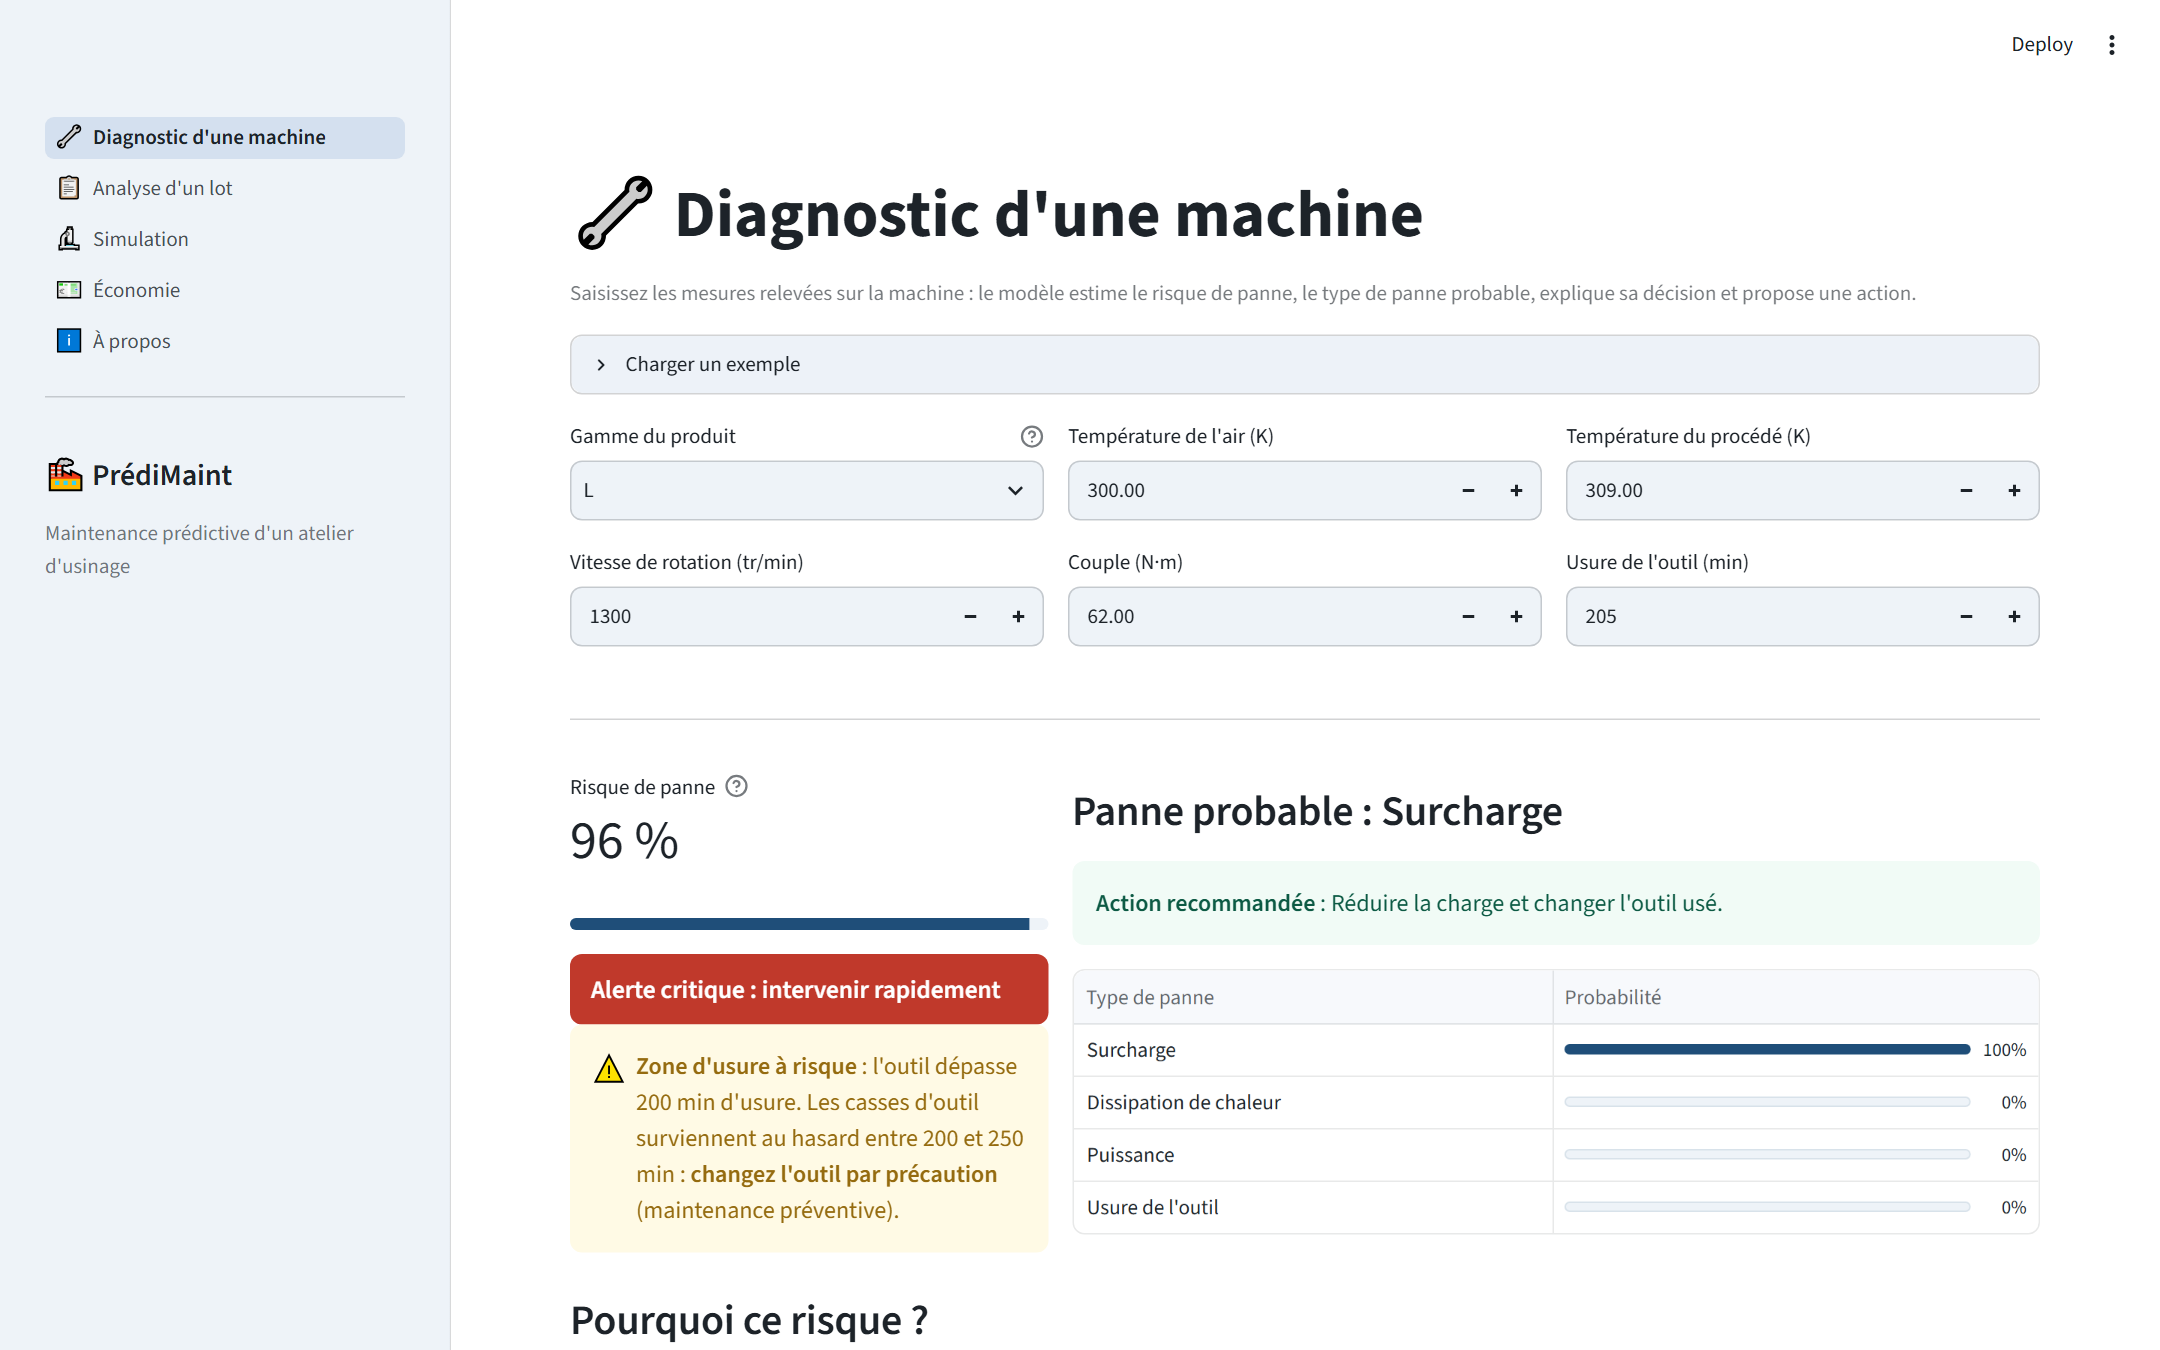 Deploy
Diagnostic d'une machine
Analyse d'un lot
Simulation
Économie
À propos
PrédiMaint
Maintenance prédictive d'un atelier
d'usinage
Diagnostic d'une machine
Saisissez les mesures relevées sur la machine : le modèle estime le risque de panne, le type de panne probable, explique sa décision et propose une action.
Charger un exemple
Gamme du produit
Température de l'air (K)
Température du procédé (K)
L
300.00
309.00
Vitesse de rotation (tr/min)
Couple (N·m)
Usure de l'outil (min)
1300
62.00
205
Risque de panne
96 %
Alerte critique : intervenir rapidement
Zone d'usure à risque : l'outil dépasse
200 min d'usure. Les casses d'outil
surviennent au hasard entre 200 et 250
min : changez l'outil par précaution
(maintenance préventive).
Panne probable : Surcharge
Action recommandée : Réduire la charge et changer l'outil usé.
Type de panne Probabilité
Surcharge 100%
Dissipation de chaleur 0%
Puissance 0%
Usure de l'outil 0%
Pourquoi ce risque ?